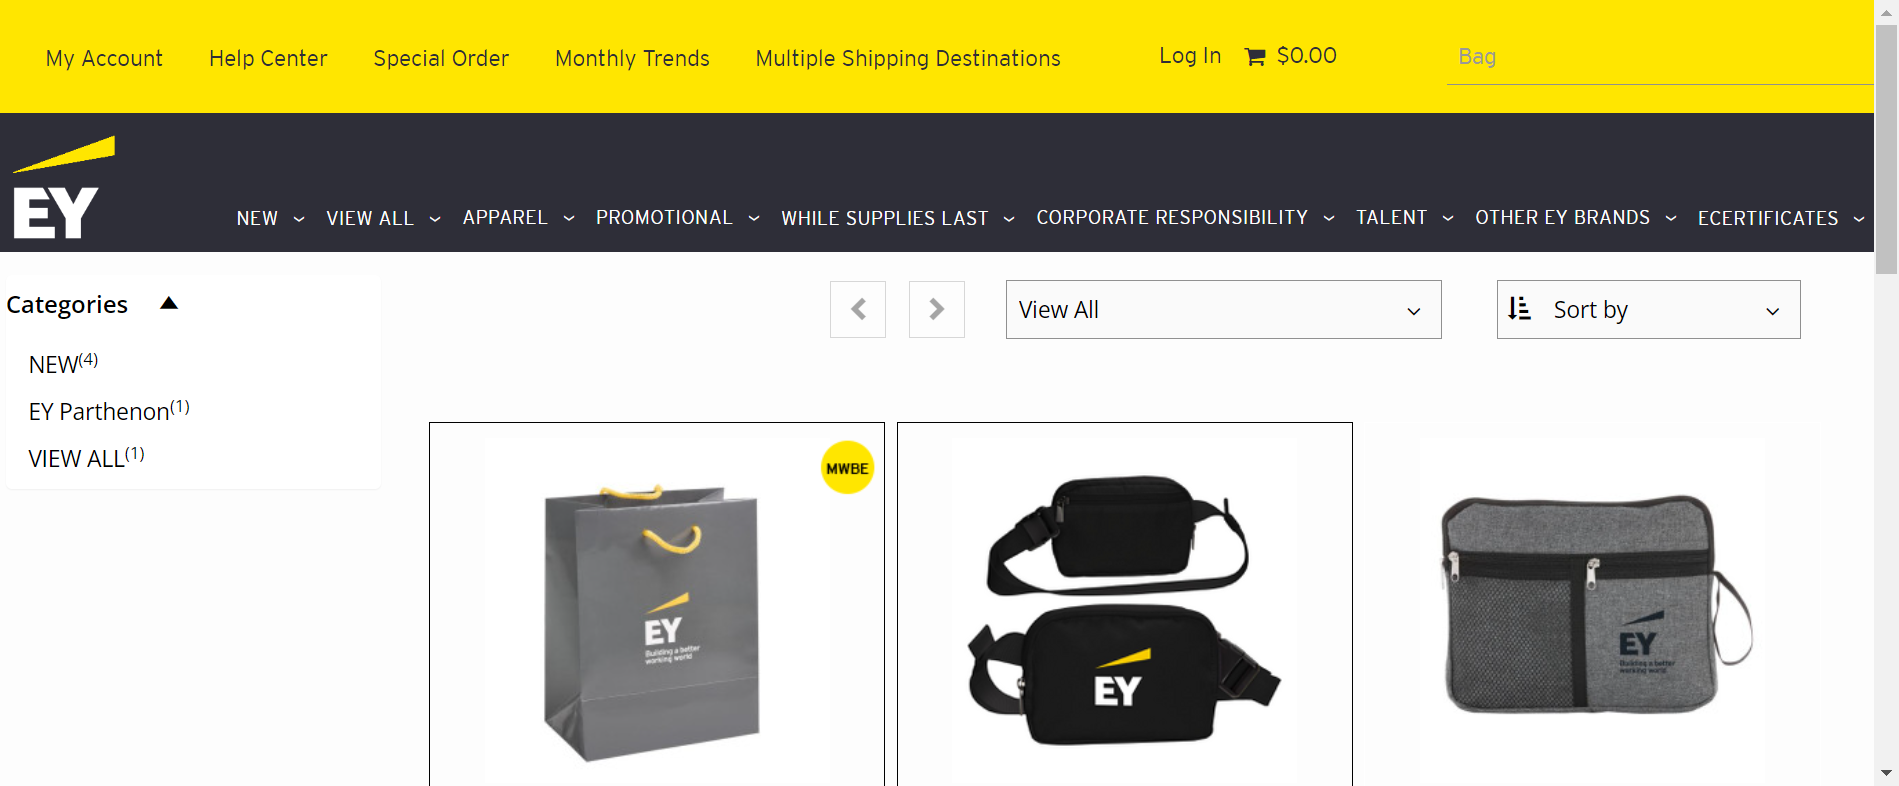 My Account Help Center Special Order Monthly Trends Multiple Shipping Destinations Log In $0.00 Bag
EY
NEW VIEW ALL APPAREL PROMOTIONAL WHILE SUPPLIES LAST CORPORATE RESPONSIBILITY TALENT OTHER EY BRANDS ECERTIFICATES
Categories
View All
Sort by
NEW(4)
EY Parthenon(1)
VIEW ALL(1)
MWBE
EY
Building a better
working world
EY
EY
Building a better
working world